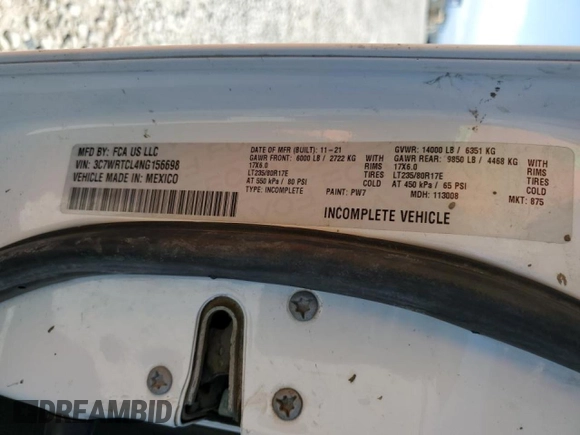 MFD BY: FCA US LLC
VIN: 3C7WRTCL4NG156698
VEHICLE MADE IN: MEXICO
DATE OF MFR (BUILT): 11-21
GAWR FRONT: 6000 LB / 2722 KG
17X6.0
LT235/80R17E
AT 550 kPa / 80 PSI
TYPE: INCOMPLETE
WITH
RIMS
TIRES
COLD
PAINT: PW7
GVWR: 14000 LB / 6351 KG
GAWR REAR: 9850 LB / 4468 KG
17X6.0
LT235/80R17E
AT 450 kPa / 65 PSI
MDH: 113008
WITH
RIMS
TIRES
COLD
MKT: 875
INCOMPLETE VEHICLE
DREAMBID